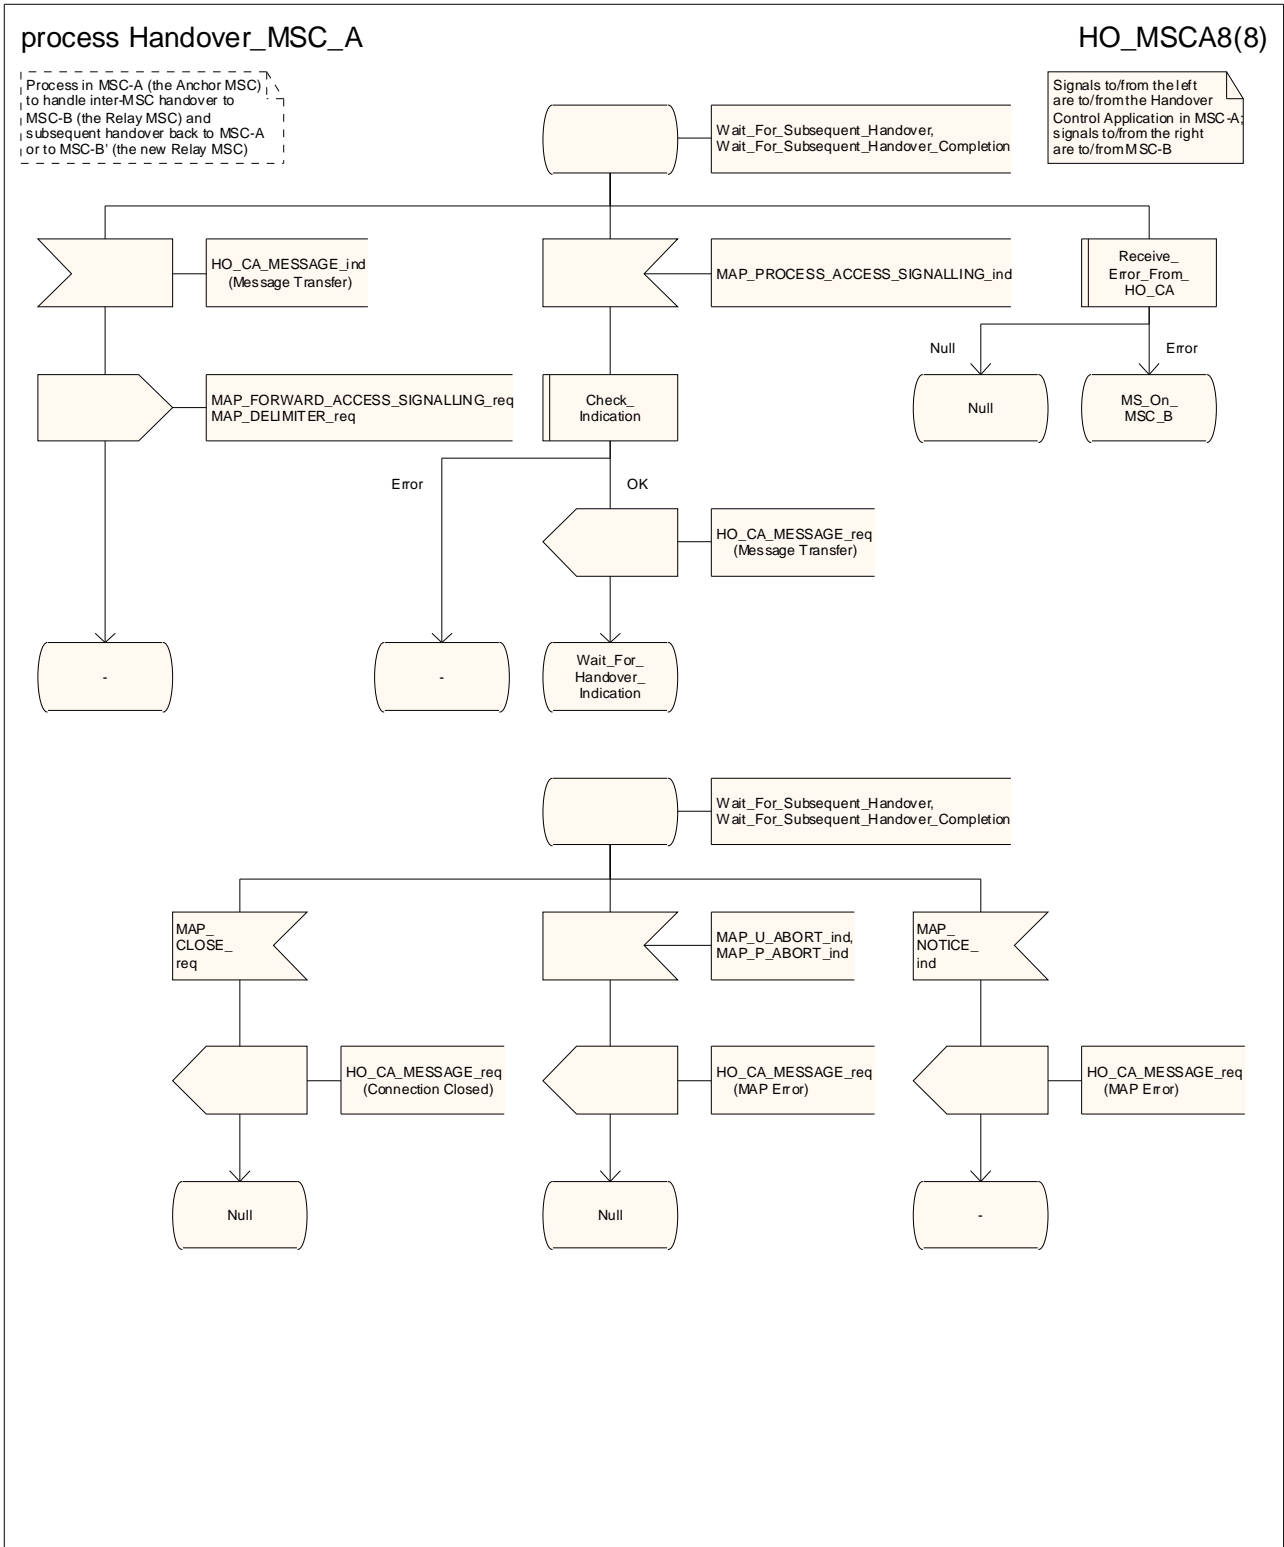 process Handover_MSC_A
HO_MSCA8(8)
Process in MSC-A (the Anchor MSC)
to handle inter-MSC handover to
MSC-B (the Relay MSC) and
subsequent handover back to MSC-A
or to MSC-B' (the new Relay MSC)
Signals to/from the left
are to/from the Handover
Control Application in MSC-A;
signals to/from the right
are to/from MSC-B
Wait_For_Subsequent_Handover,
Wait_For_Subsequent_Handover_Completion
HO_CA_MESSAGE_ind
(Message Transfer)
MAP_PROCESS_ACCESS_SIGNALLING_ind
Receive_
Error_From_
HO_CA
Null
Error
MAP_FORWARD_ACCESS_SIGNALLING_req
MAP_DELIMITER_req
Check_
Indication
Null
MS_On_
MSC_B
Error
OK
HO_CA_MESSAGE_req
(Message Transfer)
-
-
Wait_For_
Handover_
Indication
Wait_For_Subsequent_Handover,
Wait_For_Subsequent_Handover_Completion
MAP_
CLOSE_
req
MAP_U_ABORT_ind,
MAP_P_ABORT_ind
MAP_
NOTICE_
ind
HO_CA_MESSAGE_req
(Connection Closed)
HO_CA_MESSAGE_req
(MAP Error)
HO_CA_MESSAGE_req
(MAP Error)
Null
Null
-